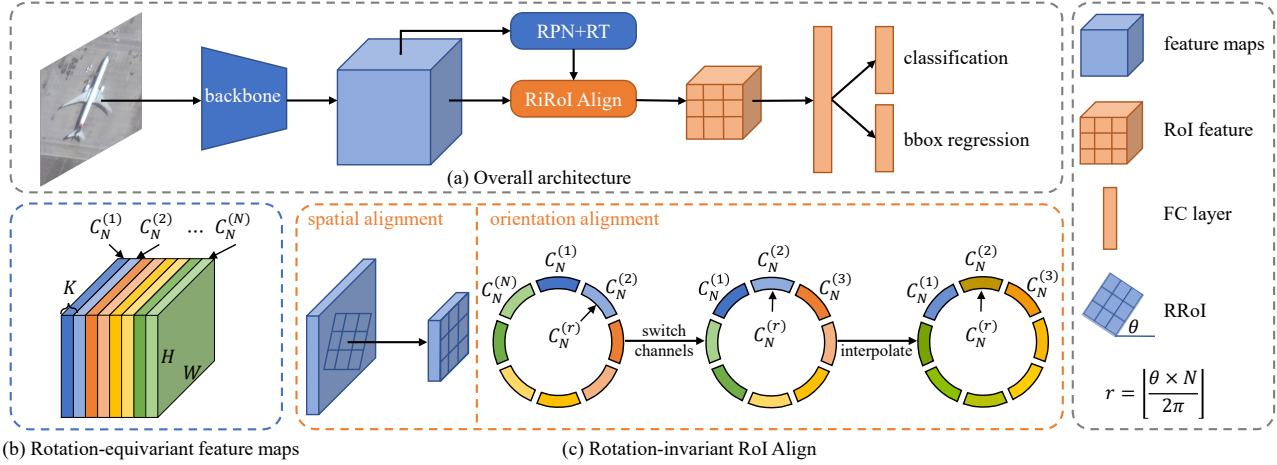 RPN+RT
backbone
RiRoI Align
classification
bbox regression
(a) Overall architecture
feature maps
RoI feature
FC layer
RRoI
θ
r = ⌊θ × N / 2π⌋
C_N^(1) C_N^(2) ... C_N^(N)
K
H
W
(b) Rotation-equivariant feature maps
spatial alignment
orientation alignment
C_N^(1)
C_N^(2)
C_N^(N)
C_N^(r)
switch
channels
C_N^(2)
C_N^(1)
C_N^(3)
C_N^(r)
interpolate
C_N^(2)
C_N^(1)
C_N^(3)
C_N^(r)
(c) Rotation-invariant RoI Align